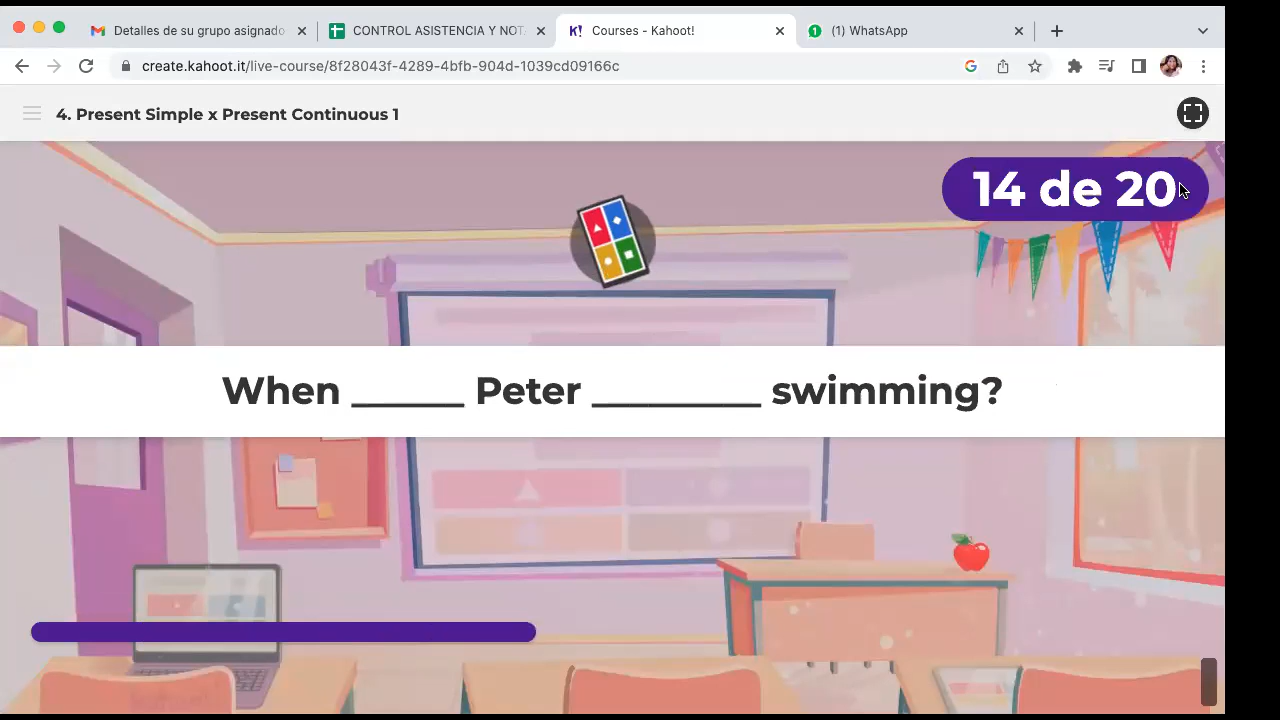 Detalles de su grupo asignado
CONTROL ASISTENCIA Y NOT
K! Courses - Kahoot!
1 (1) WhatsApp
create.kahoot.it/live-course/8f28043f-4289-4bfb-904d-1039cd09166c
4. Present Simple x Present Continuous 1
14 de 20
When ______ Peter _________ swimming?